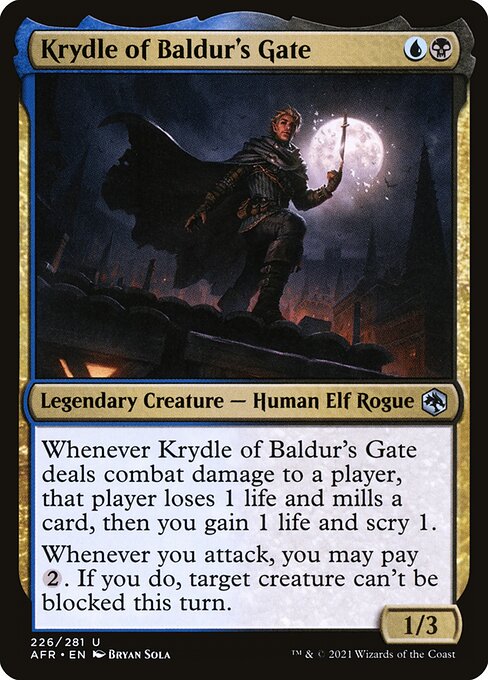 Krydle of Baldur's Gate
Legendary Creature — Human Elf Rogue
Whenever Krydle of Baldur's Gate
deals combat damage to a player,
that player loses 1 life and mills a
card, then you gain 1 life and scry 1.
Whenever you attack, you may pay
2. If you do, target creature can't be
blocked this turn.
1/3
226/281 U
AFR • EN Bryan Sola
™ & © 2021 Wizards of the Coast